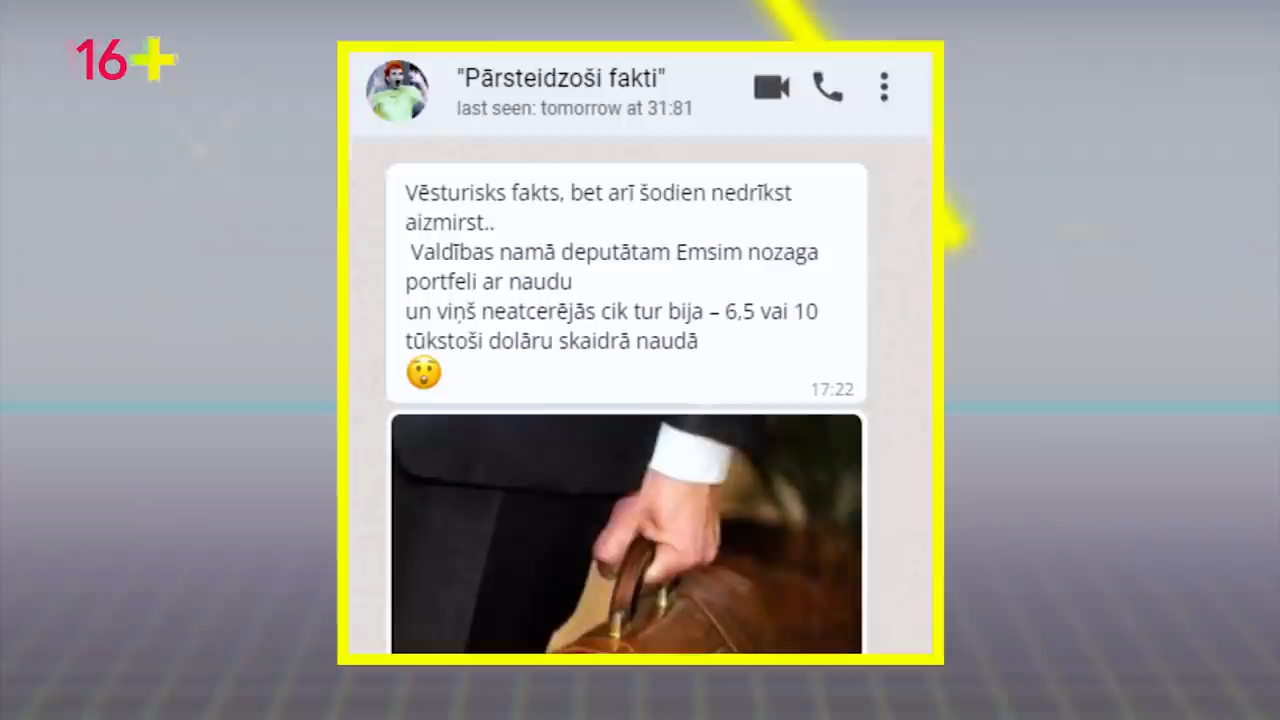 16+
"Pārsteidzoši fakti"
last seen: tomorrow at 31:81
Vēsturisks fakts, bet arī šodien nedrīkst
aizmirst..
Valdības namā deputātam Emsim nozaga
portfeli ar naudu
un viņš neatcerējās cik tur bija – 6,5 vai 10
tūkstoši dolāru skaidrā naudā
17:22